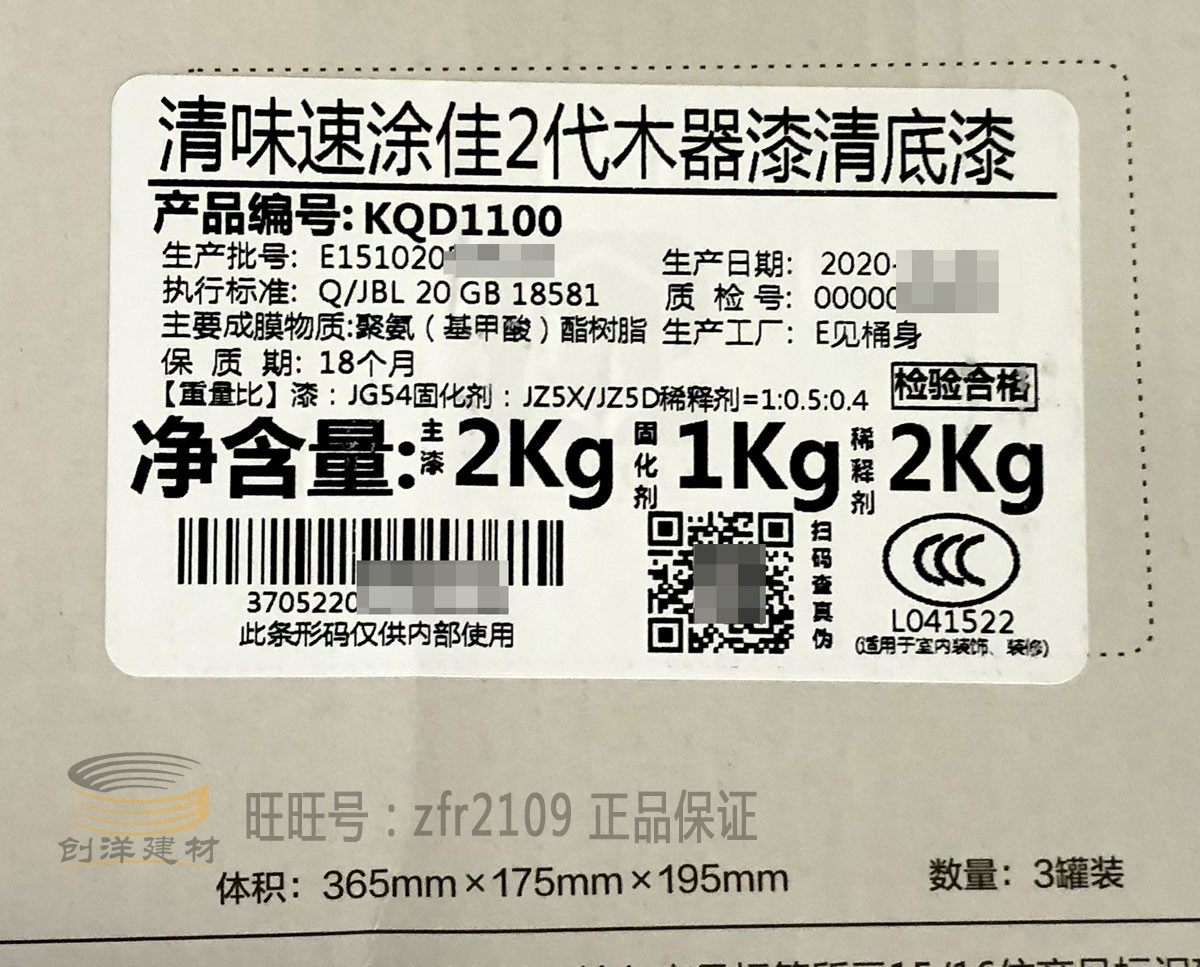 清味速涂佳2代木器漆清底漆
产品编号: KQD1100
生产批号: E151020
生产日期: 2020-
执行标准: Q/JBL 20 GB 18581
质 检 号: 00000
主要成膜物质:聚氨（基甲酸）酯树脂
生产工厂: E见桶身
保 质 期: 18个月
【重量比】漆: JG54固化剂: JZ5X/JZ5D稀释剂=1:0.5:0.4
检验合格
净含量: 主漆 2Kg 固化剂 1Kg 稀释剂 2Kg
3705220
此条形码仅供内部使用
扫码查真伪
CCC
L041522
(适用于室内装饰、装修)
创洋建材
旺旺号：zfr2109 正品保证
体积: 365mm×175mm×195mm
数量: 3罐装